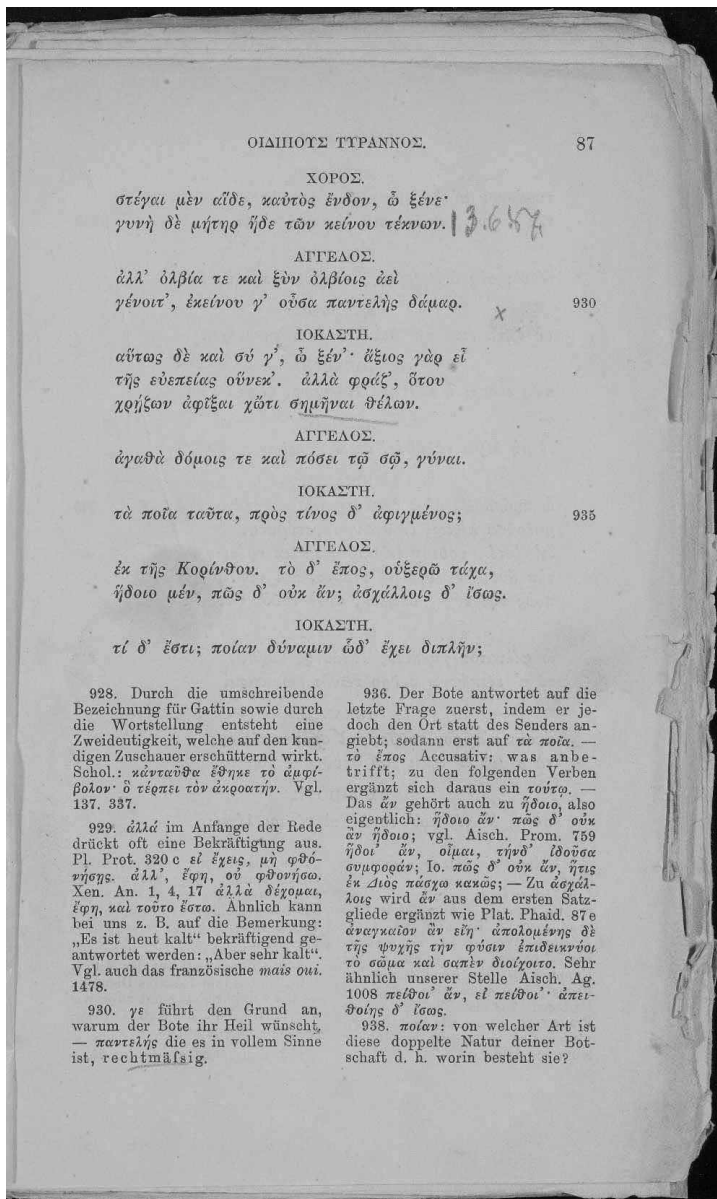 ΟΙΔΙΠΟΥΣ ΤΥΡΑΝΝΟΣ. 87
ΧΟΡΟΣ.
στέγαι μὲν αἵδε, καὐτὸς ἔνδον, ὦ ξένε·
γυνὴ δὲ μήτηρ ἥδε τῶν κείνου τέκνων.
ΑΓΓΕΛΟΣ.
ἀλλ' ὀλβία τε καὶ ξὺν ὀλβίοις ἀεὶ
γένοιτ', ἐκείνου γ' οὖσα παντελὴς δάμαρ. 930
x
ΙΟΚΑΣΤΗ.
αὕτως δὲ καὶ σύ γ', ὦ ξέν'· ἄξιος γὰρ εἶ
τῆς εὐεπείας οὕνεκ'. ἀλλὰ φράζ', ὅτου
χρῄζων ἀφῖξαι χὤτι σημῆναι θέλων.
ΑΓΓΕΛΟΣ.
ἀγαθὰ δόμοις τε καὶ πόσει τῷ σῷ, γύναι.
ΙΟΚΑΣΤΗ.
τὰ ποῖα ταῦτα, πρὸς τίνος δ' ἀφιγμένος; 935
ΑΓΓΕΛΟΣ.
ἐκ τῆς Κορίνθου. τὸ δ' ἔπος, οὑξερῶ τάχα,
ἥδοιο μέν, πῶς δ' οὐκ ἄν; ἀσχάλλοις δ' ἴσως.
ΙΟΚΑΣΤΗ.
τί δ' ἔστι; ποίαν δύναμιν ὧδ' ἔχει διπλῆν;
928. Durch die umschreibende
Bezeichnung für Gattin sowie durch
die Wortstellung entsteht eine
Zweideutigkeit, welche auf den kun-
digen Zuschauer erschütternd wirkt.
Schol.: κἀνταῦθα ἔθηκε τὸ ἀμφί-
βολον· ὃ τέρπει τὸν ἀκροατήν. Vgl.
137. 337.
929. ἀλλά im Anfange der Rede
drückt oft eine Bekräftigung aus.
Pl. Prot. 320 c εἰ ἔχεις, μὴ φθό-
νήσῃς. ἀλλ', ἔφη, οὐ φθονήσω.
Xen. An. 1, 4, 17 ἀλλὰ δέχομαι,
ἔφη, καὶ τοῦτο ἔστω. Ähnlich kann
bei uns z. B. auf die Bemerkung:
„Es ist heut kalt“ bekräftigend ge-
antwortet werden: „Aber sehr kalt“.
Vgl. auch das französische mais oui.
1478.
930. γε führt den Grund an,
warum der Bote ihr Heil wünscht,
— παντελής die es in vollem Sinne
ist, rechtmäfsig.
936. Der Bote antwortet auf die
letzte Frage zuerst, indem er je-
doch den Ort statt des Senders an-
giebt; sodann erst auf τὰ ποῖα. —
τὸ ἔπος Accusativ: was anbe-
trifft; zu den folgenden Verben
ergänzt sich daraus ein τούτῳ. —
Das ἄν gehört auch zu ἥδοιο, also
eigentlich: ἥδοιο ἄν· πῶς δ' οὐκ
ἂν ἥδοιο; vgl. Aisch. Prom. 759
ἥδοι' ἄν, οἶμαι, τήνδ' ἰδοῦσα
συμφοράν; Io. πῶς δ' οὐκ ἄν, ἥτις
ἐκ Διὸς πάσχω κακῶς; — Zu ἀσχάλ-
λοις wird ἄν aus dem ersten Satz-
gliede ergänzt wie Plat. Phaid. 87 e
ἀναγκαῖον ἂν εἴη· ἀπολομένης δὲ
τῆς ψυχῆς τὴν φύσιν ἐπιδεικνύοι
τὸ σῶμα καὶ σαπὲν διοίχοιτο. Sehr
ähnlich unserer Stelle Aisch. Ag.
1008 πείθοι' ἄν, εἰ πείθοι'· ἀπει-
θοίης δ' ἴσως.
938. ποίαν: von welcher Art ist
diese doppelte Natur deiner Bot-
schaft d. h. worin besteht sie?